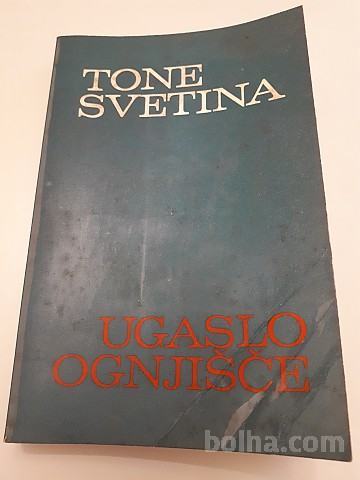 TONE
SVETINA
UGASLO
OGNJIŠČE
bolha.com